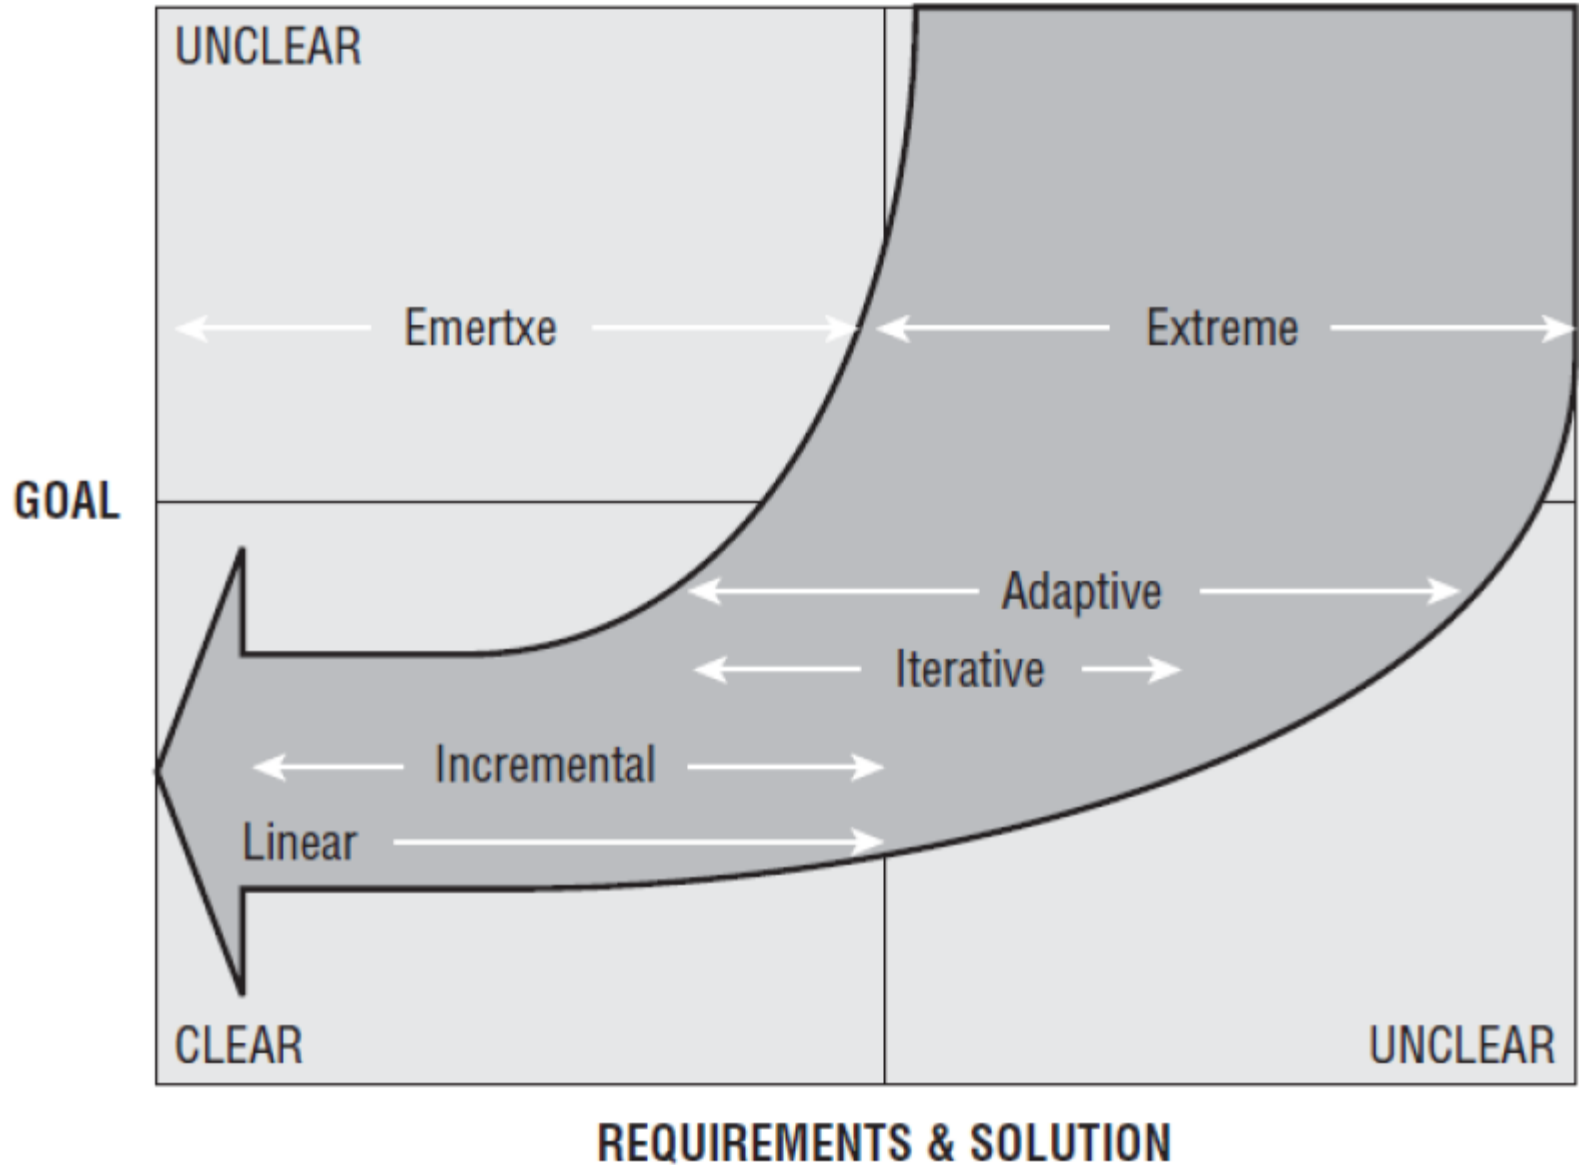 UNCLEAR
Emertxe
Extreme
GOAL
Adaptive
Iterative
Incremental
Linear
CLEAR
UNCLEAR
REQUIREMENTS & SOLUTION